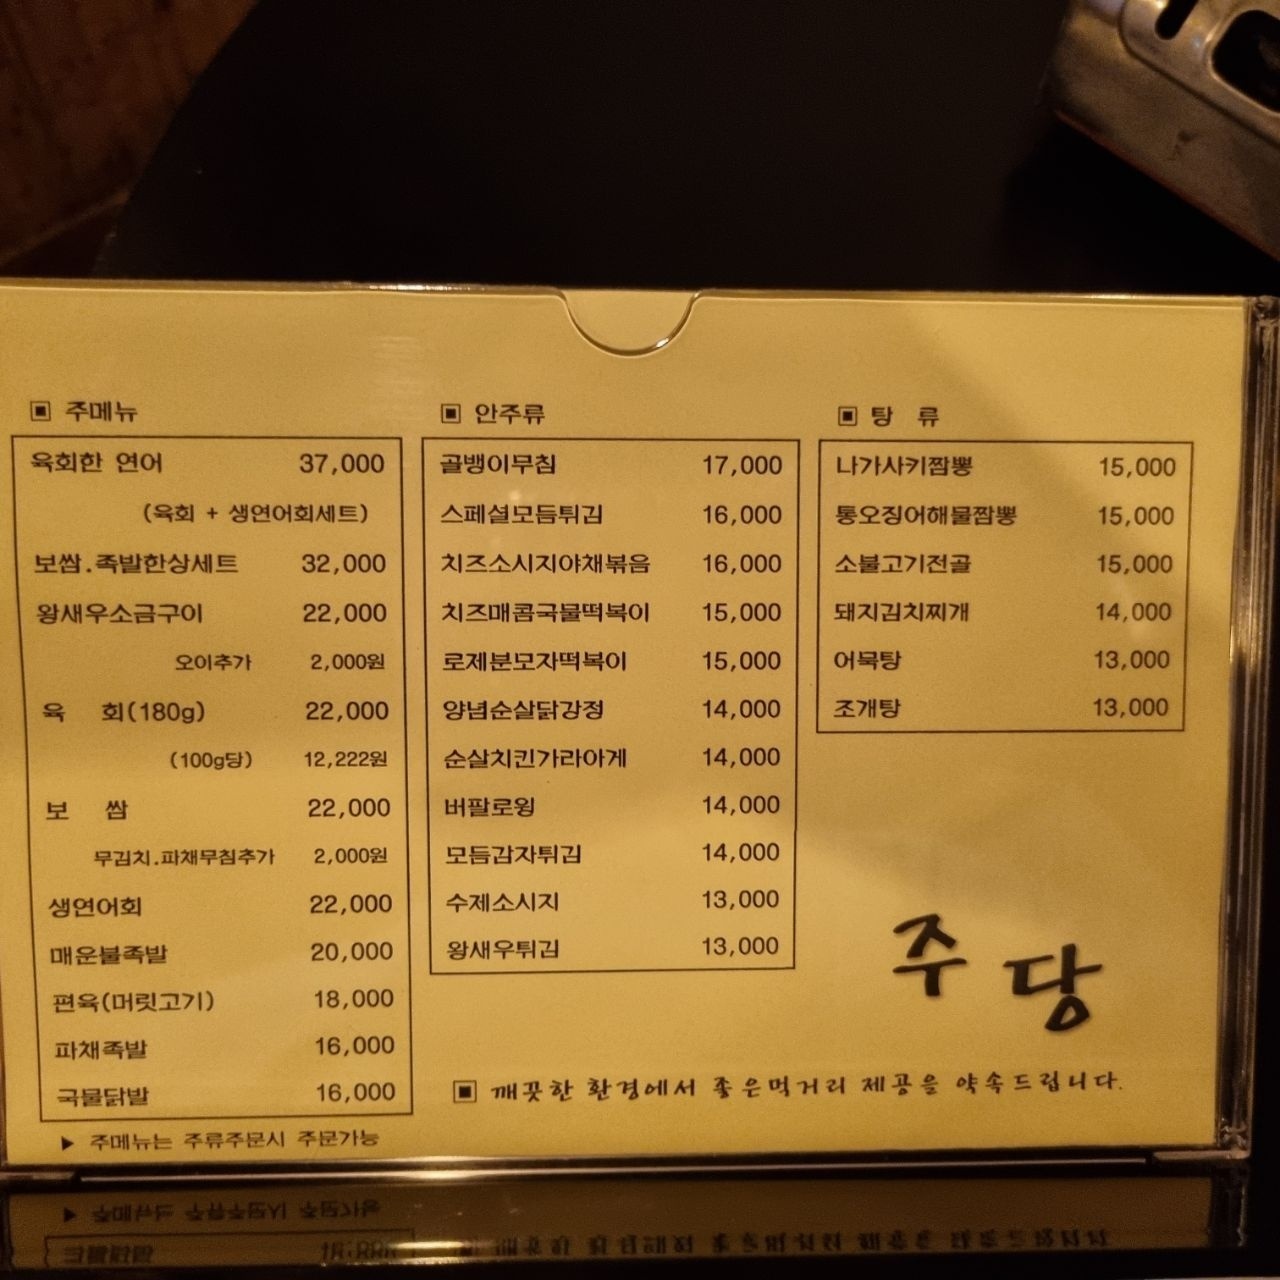 ▣ 주메뉴
육회한 연어 37,000
(육회 + 생연어회세트)
보쌈.족발한상세트 32,000
왕새우소금구이 22,000
오이추가 2,000원
육 회(180g) 22,000
(100g당) 12,222원
보 쌈 22,000
무김치.파채무침추가 2,000원
생연어회 22,000
매운불족발 20,000
편육(머릿고기) 18,000
파채족발 16,000
국물닭발 16,000
▶ 주메뉴는 주류주문시 주문가능
▣ 안주류
골뱅이무침 17,000
스페셜모듬튀김 16,000
치즈소시지야채볶음 16,000
치즈매콤국물떡볶이 15,000
로제분모자떡볶이 15,000
양념순살닭강정 14,000
순살치킨가라아게 14,000
버팔로윙 14,000
모듬감자튀김 14,000
수제소시지 13,000
왕새우튀김 13,000
▣ 탕 류
나가사키짬뽕 15,000
통오징어해물짬뽕 15,000
소불고기전골 15,000
돼지김치찌개 14,000
어묵탕 13,000
조개탕 13,000
주당
▣ 깨끗한 환경에서 좋은먹거리 제공을 약속드립니다.